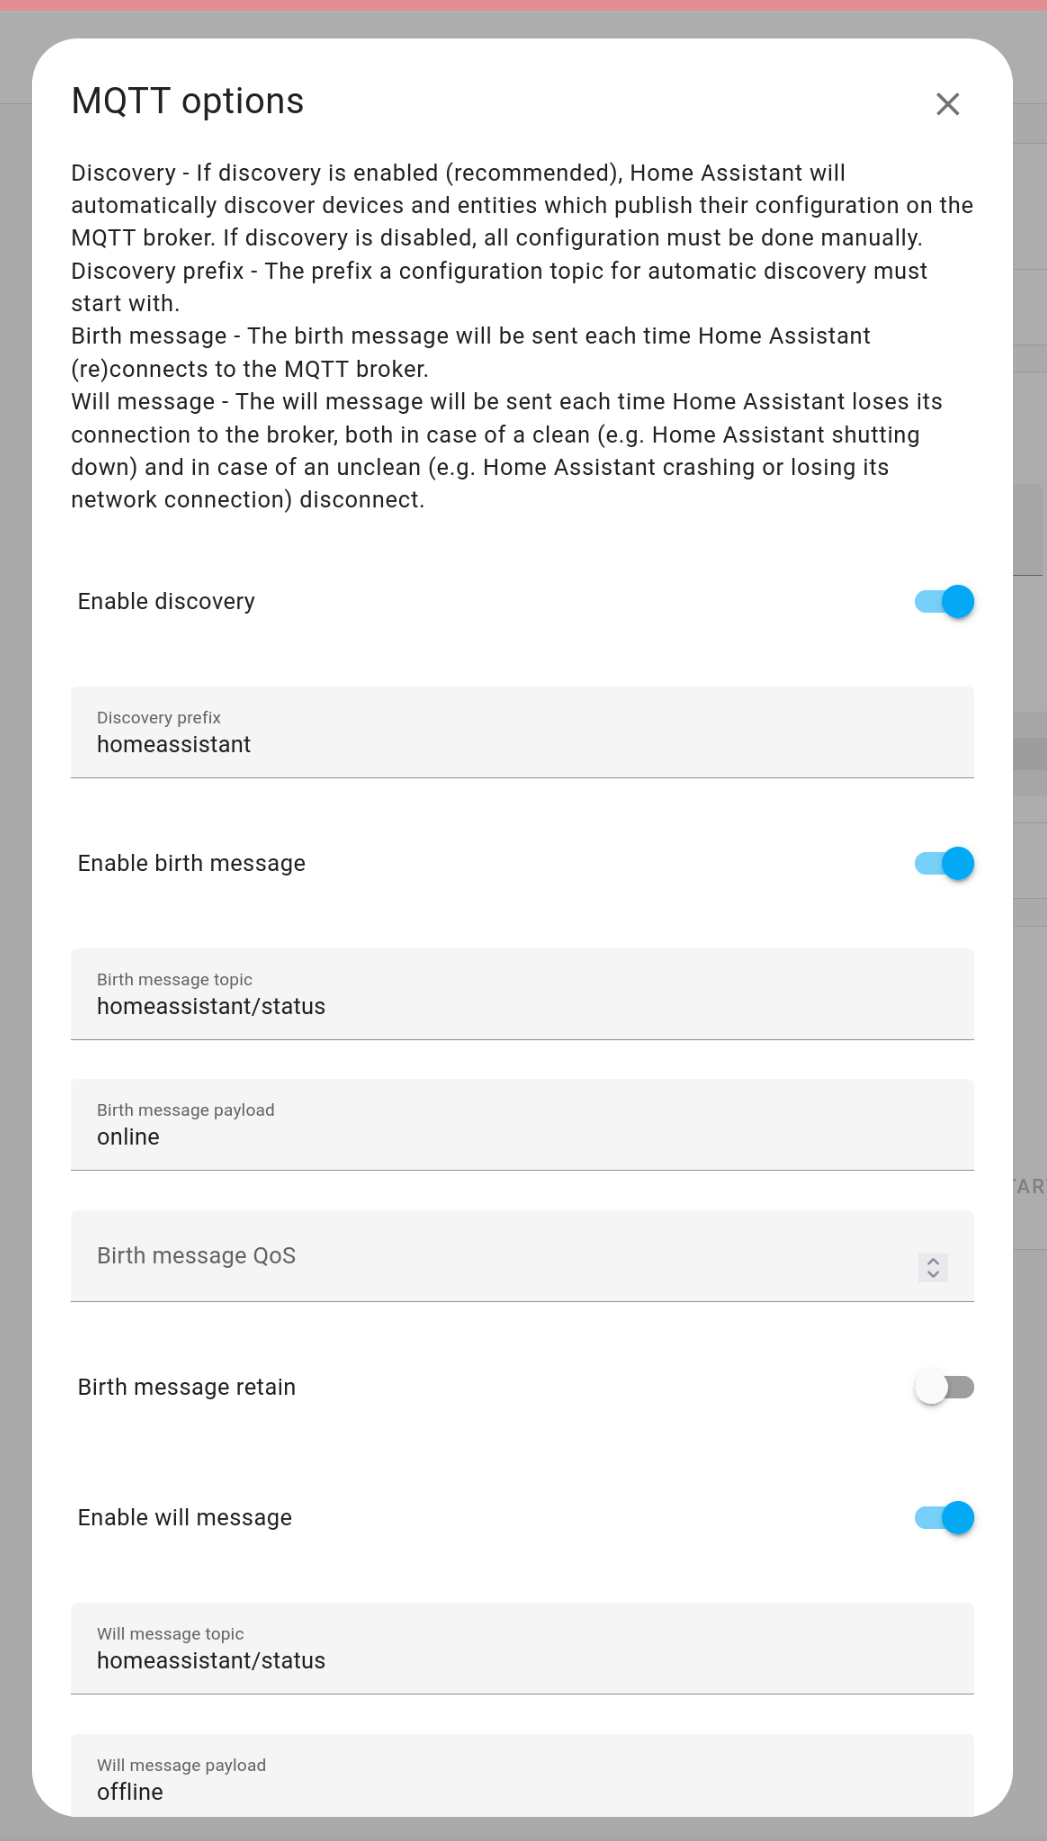 MQTT options
Discovery - If discovery is enabled (recommended), Home Assistant will
automatically discover devices and entities which publish their configuration on the
MQTT broker. If discovery is disabled, all configuration must be done manually.
Discovery prefix - The prefix a configuration topic for automatic discovery must
start with.
Birth message - The birth message will be sent each time Home Assistant
(re)connects to the MQTT broker.
Will message - The will message will be sent each time Home Assistant loses its
connection to the broker, both in case of a clean (e.g. Home Assistant shutting
down) and in case of an unclean (e.g. Home Assistant crashing or losing its
network connection) disconnect.
Enable discovery
Discovery prefix
homeassistant
Enable birth message
Birth message topic
homeassistant/status
Birth message payload
online
Birth message QoS
Birth message retain
Enable will message
Will message topic
homeassistant/status
Will message payload
offline